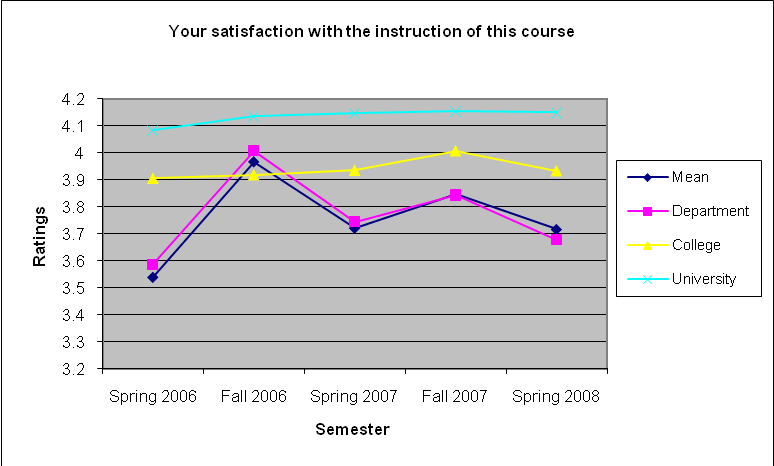 Your satisfaction with the instruction of this course
4.2
4.1
4
3.9
3.8
3.7
3.6
3.5
3.4
3.3
3.2
Ratings
Spring 2006 Fall 2006 Spring 2007 Fall 2007 Spring 2008
Semester
Mean
Department
College
University